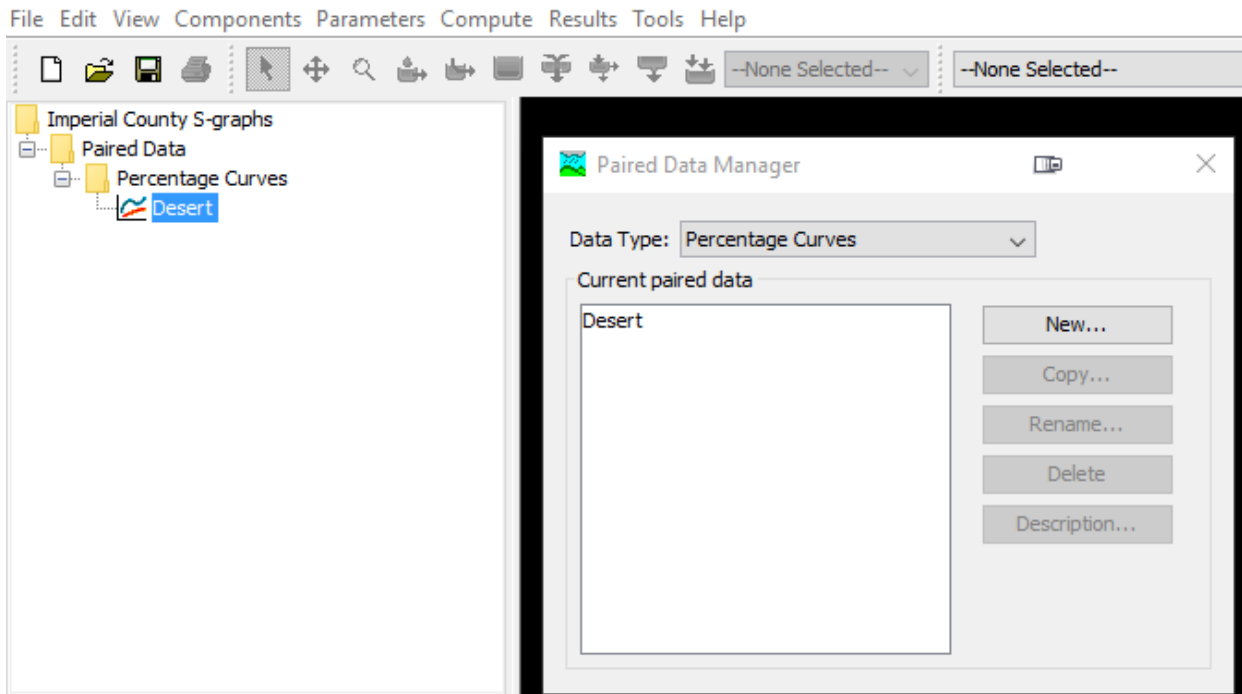 File Edit View Components Parameters Compute Results Tools Help
--None Selected-- --None Selected--
Imperial County S-graphs
Paired Data
Percentage Curves
Desert
Paired Data Manager
Data Type: Percentage Curves
Current paired data
Desert
New...
Copy...
Rename...
Delete
Description...